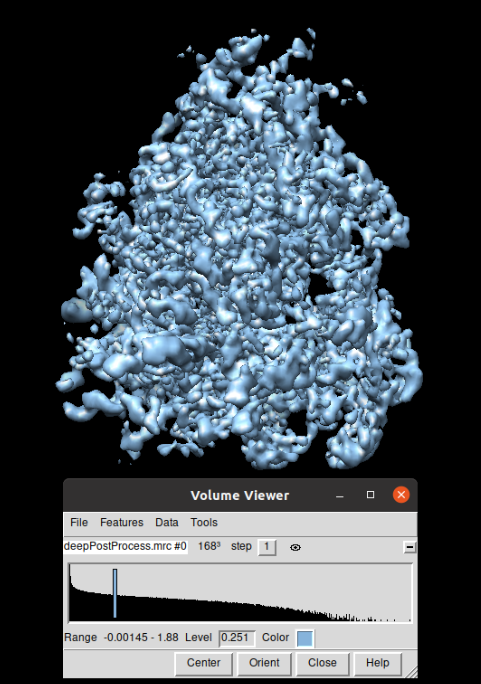 Volume Viewer
File Features Data Tools
deepPostProcess.mrc #0 168³ step 1
Range -0.00145 - 1.88 Level 0.251 Color
Center Orient Close Help